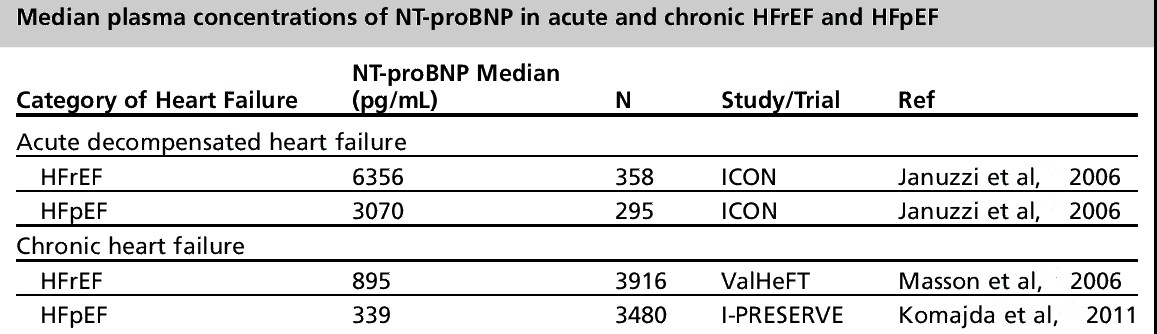 Median plasma concentrations of NT-proBNP in acute and chronic HFrEF and HFpEF
NT-proBNP Median
Category of Heart Failure (pg/mL) N Study/Trial Ref
Acute decompensated heart failure
HFrEF 6356 358 ICON Januzzi et al, 2006
HFpEF 3070 295 ICON Januzzi et al, 2006
Chronic heart failure
HFrEF 895 3916 ValHeFT Masson et al, 2006
HFpEF 339 3480 I-PRESERVE Komajda et al, 2011